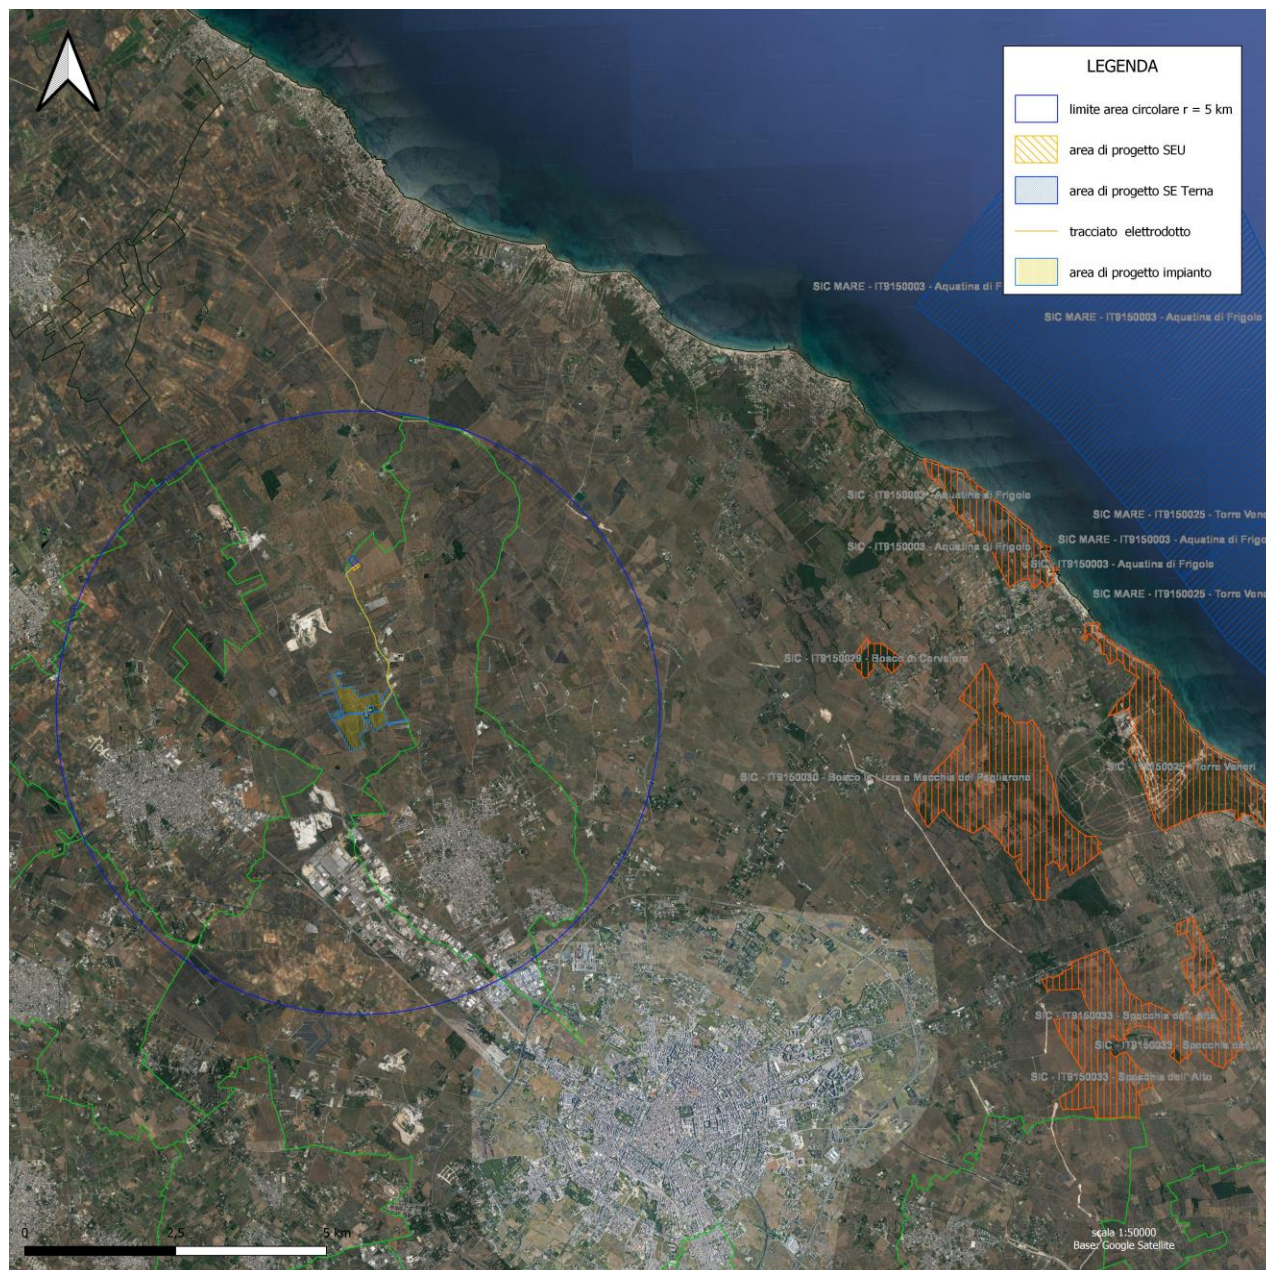 LEGENDA
limite area circolare r = 5 km
area di progetto SEU
area di progetto SE Terna
tracciato elettrodotto
area di progetto impianto
SIC MARE - IT9150003 - Aquatina di F
SIC MARE - IT9150003 - Aquatina di Frigole
SIC - IT9150003 - Aquatina di Frigole
SIC MARE - IT9150025 - Torre Vene
SIC MARE - IT9150003 - Aquatina di Frigo
SIC - IT9150003 - Aquatina di Frigole
SIC - IT9150003 - Aquatina di Frigole
SIC MARE - IT9150025 - Torre Vene
SIC - IT9150029 - Bosco di Cervalora
SIC - IT9150025 - Torre Veneri
SIC - IT9150030 - Bosco la Lizza e Macchia del Pagliarone
SIC - IT9150033 - Specchia dell' Alto
SIC - IT9150033 - Specchia dell' A
SIC - IT9150033 - Specchia dell' Alto
0 2,5 5 km
scala 1:50000
Base: Google Satellite